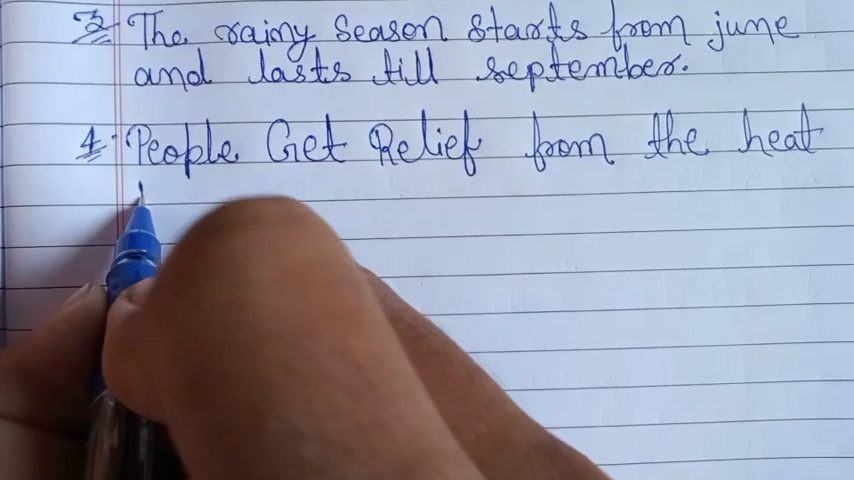 3. The rainy Season Starts from june
and lasts till september.
4. People Get Relief from the heat